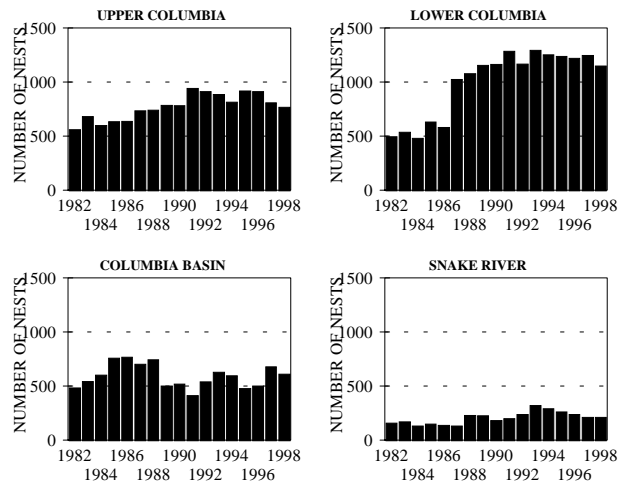 UPPER COLUMBIA
NUMBER OF NESTS
1500
1000
500
0
1982 1986 1990 1994 1998
1984 1988 1992 1996
LOWER COLUMBIA
NUMBER OF NESTS
1500
1000
500
0
1982 1986 1990 1994 1998
1984 1988 1992 1996
COLUMBIA BASIN
NUMBER OF NESTS
1500
1000
500
0
1982 1986 1990 1994 1998
1984 1988 1992 1996
SNAKE RIVER
NUMBER OF NESTS
1500
1000
500
0
1982 1986 1990 1994 1998
1984 1988 1992 1996